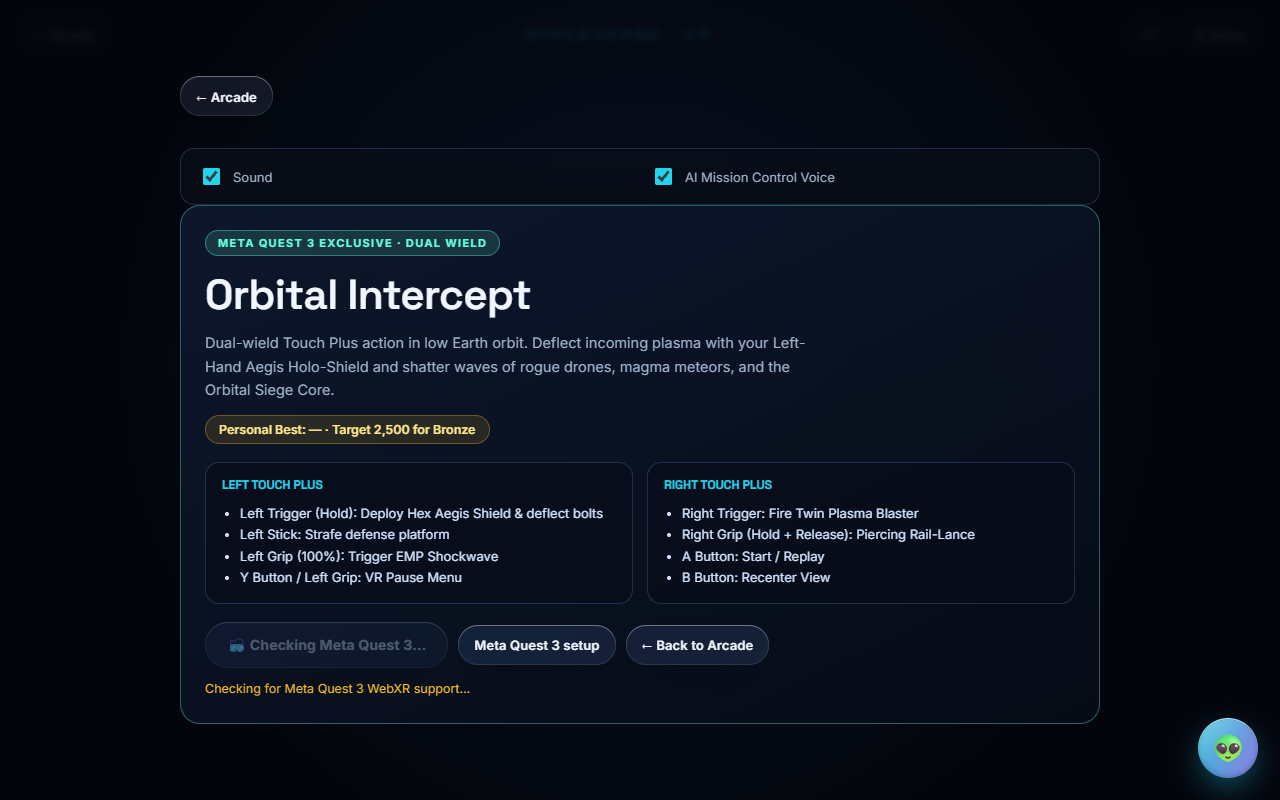 ← Arcade
Sound
AI Mission Control Voice
META QUEST 3 EXCLUSIVE · DUAL WIELD
Orbital Intercept
Dual-wield Touch Plus action in low Earth orbit. Deflect incoming plasma with your Left-
Hand Aegis Holo-Shield and shatter waves of rogue drones, magma meteors, and the
Orbital Siege Core.
Personal Best: — · Target 2,500 for Bronze
LEFT TOUCH PLUS
• Left Trigger (Hold): Deploy Hex Aegis Shield & deflect bolts
• Left Stick: Strafe defense platform
• Left Grip (100%): Trigger EMP Shockwave
• Y Button / Left Grip: VR Pause Menu
RIGHT TOUCH PLUS
• Right Trigger: Fire Twin Plasma Blaster
• Right Grip (Hold + Release): Piercing Rail-Lance
• A Button: Start / Replay
• B Button: Recenter View
Checking Meta Quest 3...
Meta Quest 3 setup
← Back to Arcade
Checking for Meta Quest 3 WebXR support...